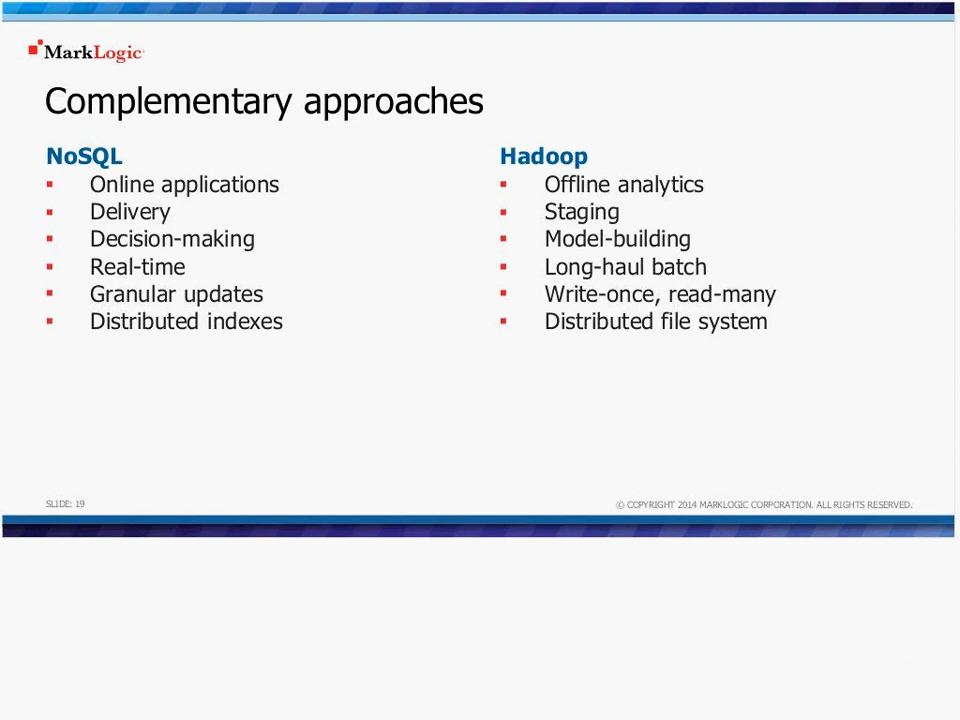 MarkLogic
Complementary approaches
NoSQL
▪ Online applications
▪ Delivery
▪ Decision-making
▪ Real-time
▪ Granular updates
▪ Distributed indexes
Hadoop
▪ Offline analytics
▪ Staging
▪ Model-building
▪ Long-haul batch
▪ Write-once, read-many
▪ Distributed file system
SLIDE: 19
© COPYRIGHT 2014 MARKLOGIC CORPORATION. ALL RIGHTS RESERVED.